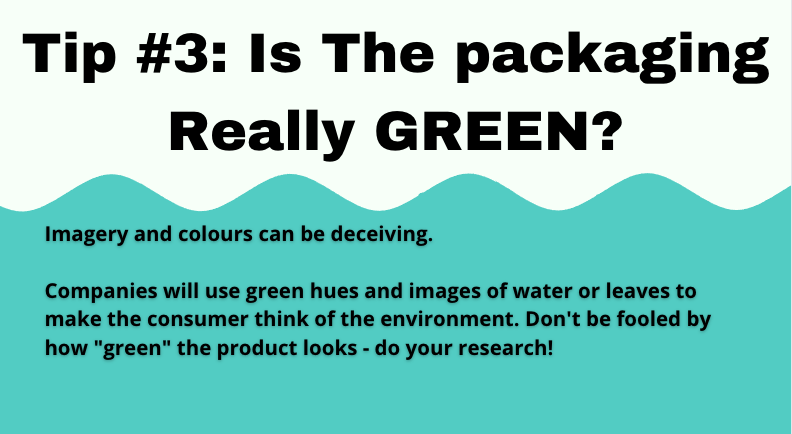 Tip #3: Is The packaging
Really GREEN?
Imagery and colours can be deceiving.
Companies will use green hues and images of water or leaves to
make the consumer think of the environment. Don't be fooled by
how "green" the product looks - do your research!